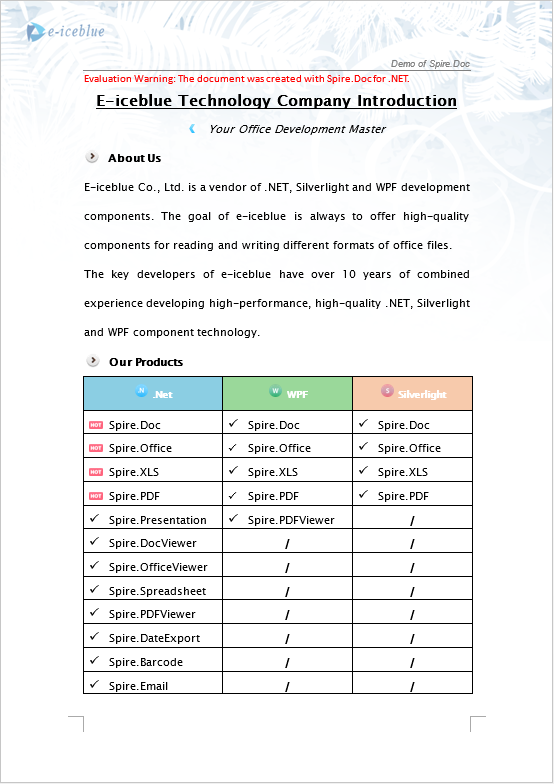 e-iceblue
Demo of Spire.Doc
Evaluation Warning: The document was created with Spire.Doc for .NET.
E-iceblue Technology Company Introduction
Your Office Development Master
About Us
E-iceblue Co., Ltd. is a vendor of .NET, Silverlight and WPF development
components. The goal of e-iceblue is always to offer high-quality
components for reading and writing different formats of office files.
The key developers of e-iceblue have over 10 years of combined
experience developing high-performance, high-quality .NET, Silverlight
and WPF component technology.
Our Products
N .Net W WPF S Silverlight
HOT Spire.Doc ✓ Spire.Doc ✓ Spire.Doc
HOT Spire.Office ✓ Spire.Office ✓ Spire.Office
HOT Spire.XLS ✓ Spire.XLS ✓ Spire.XLS
HOT Spire.PDF ✓ Spire.PDF ✓ Spire.PDF
✓ Spire.Presentation ✓ Spire.PDFViewer /
✓ Spire.DocViewer / /
✓ Spire.OfficeViewer / /
✓ Spire.Spreadsheet / /
✓ Spire.PDFViewer / /
✓ Spire.DateExport / /
✓ Spire.Barcode / /
✓ Spire.Email / /